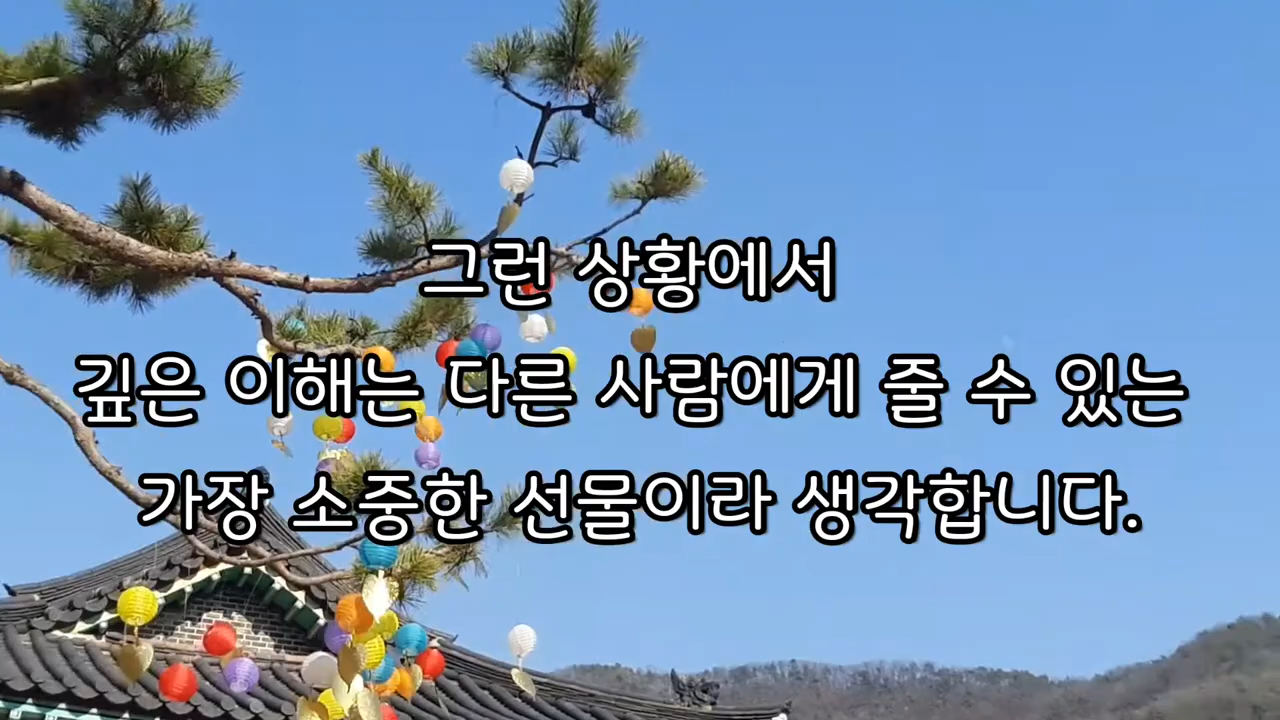 그런 상황에서
깊은 이해는 다른 사람에게 줄 수 있는
가장 소중한 선물이라 생각합니다.